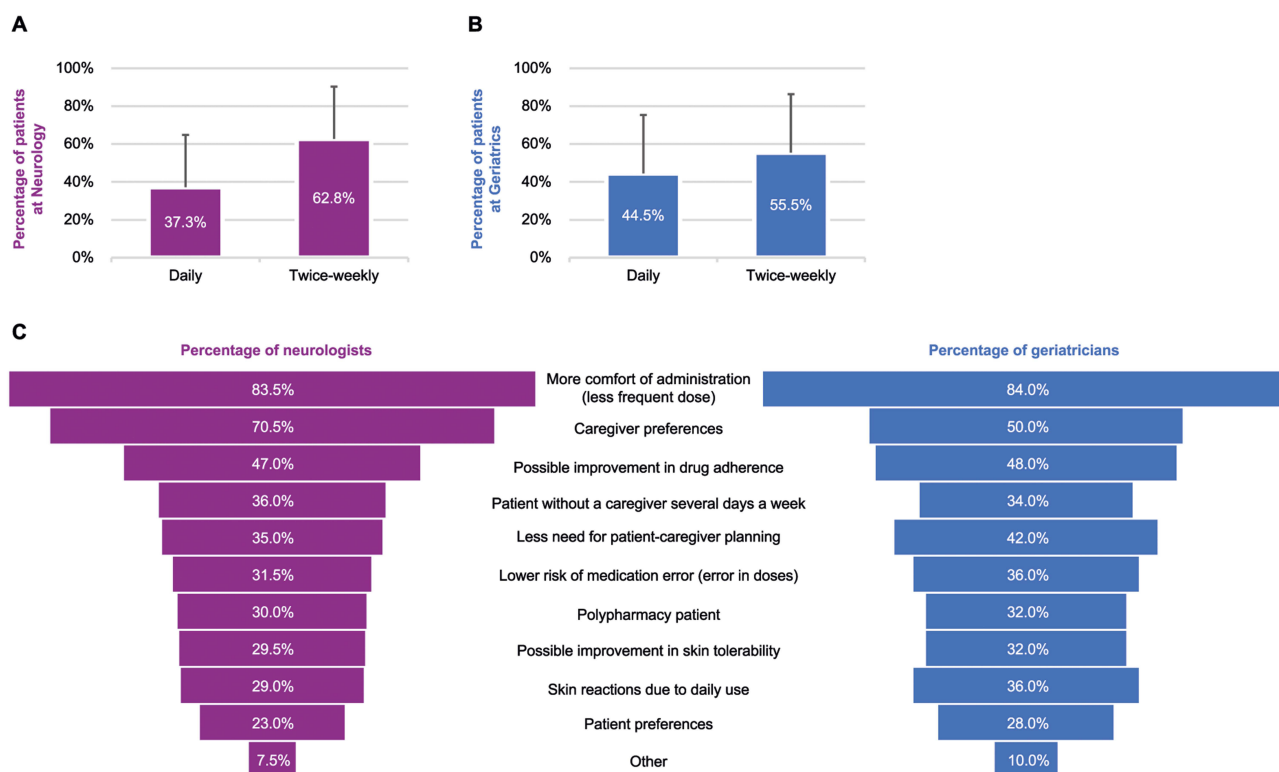 A
Percentage of patients
at Neurology
100%
80%
60%
40%
20%
0%
37.3%
62.8%
Daily
Twice-weekly
B
Percentage of patients
at Geriatrics
100%
80%
60%
40%
20%
0%
44.5%
55.5%
Daily
Twice-weekly
C
Percentage of neurologists
Percentage of geriatricians
83.5%
More comfort of administration
(less frequent dose)
84.0%
70.5%
Caregiver preferences
50.0%
47.0%
Possible improvement in drug adherence
48.0%
36.0%
Patient without a caregiver several days a week
34.0%
35.0%
Less need for patient-caregiver planning
42.0%
31.5%
Lower risk of medication error (error in doses)
36.0%
30.0%
Polypharmacy patient
32.0%
29.5%
Possible improvement in skin tolerability
32.0%
29.0%
Skin reactions due to daily use
36.0%
23.0%
Patient preferences
28.0%
7.5%
Other
10.0%